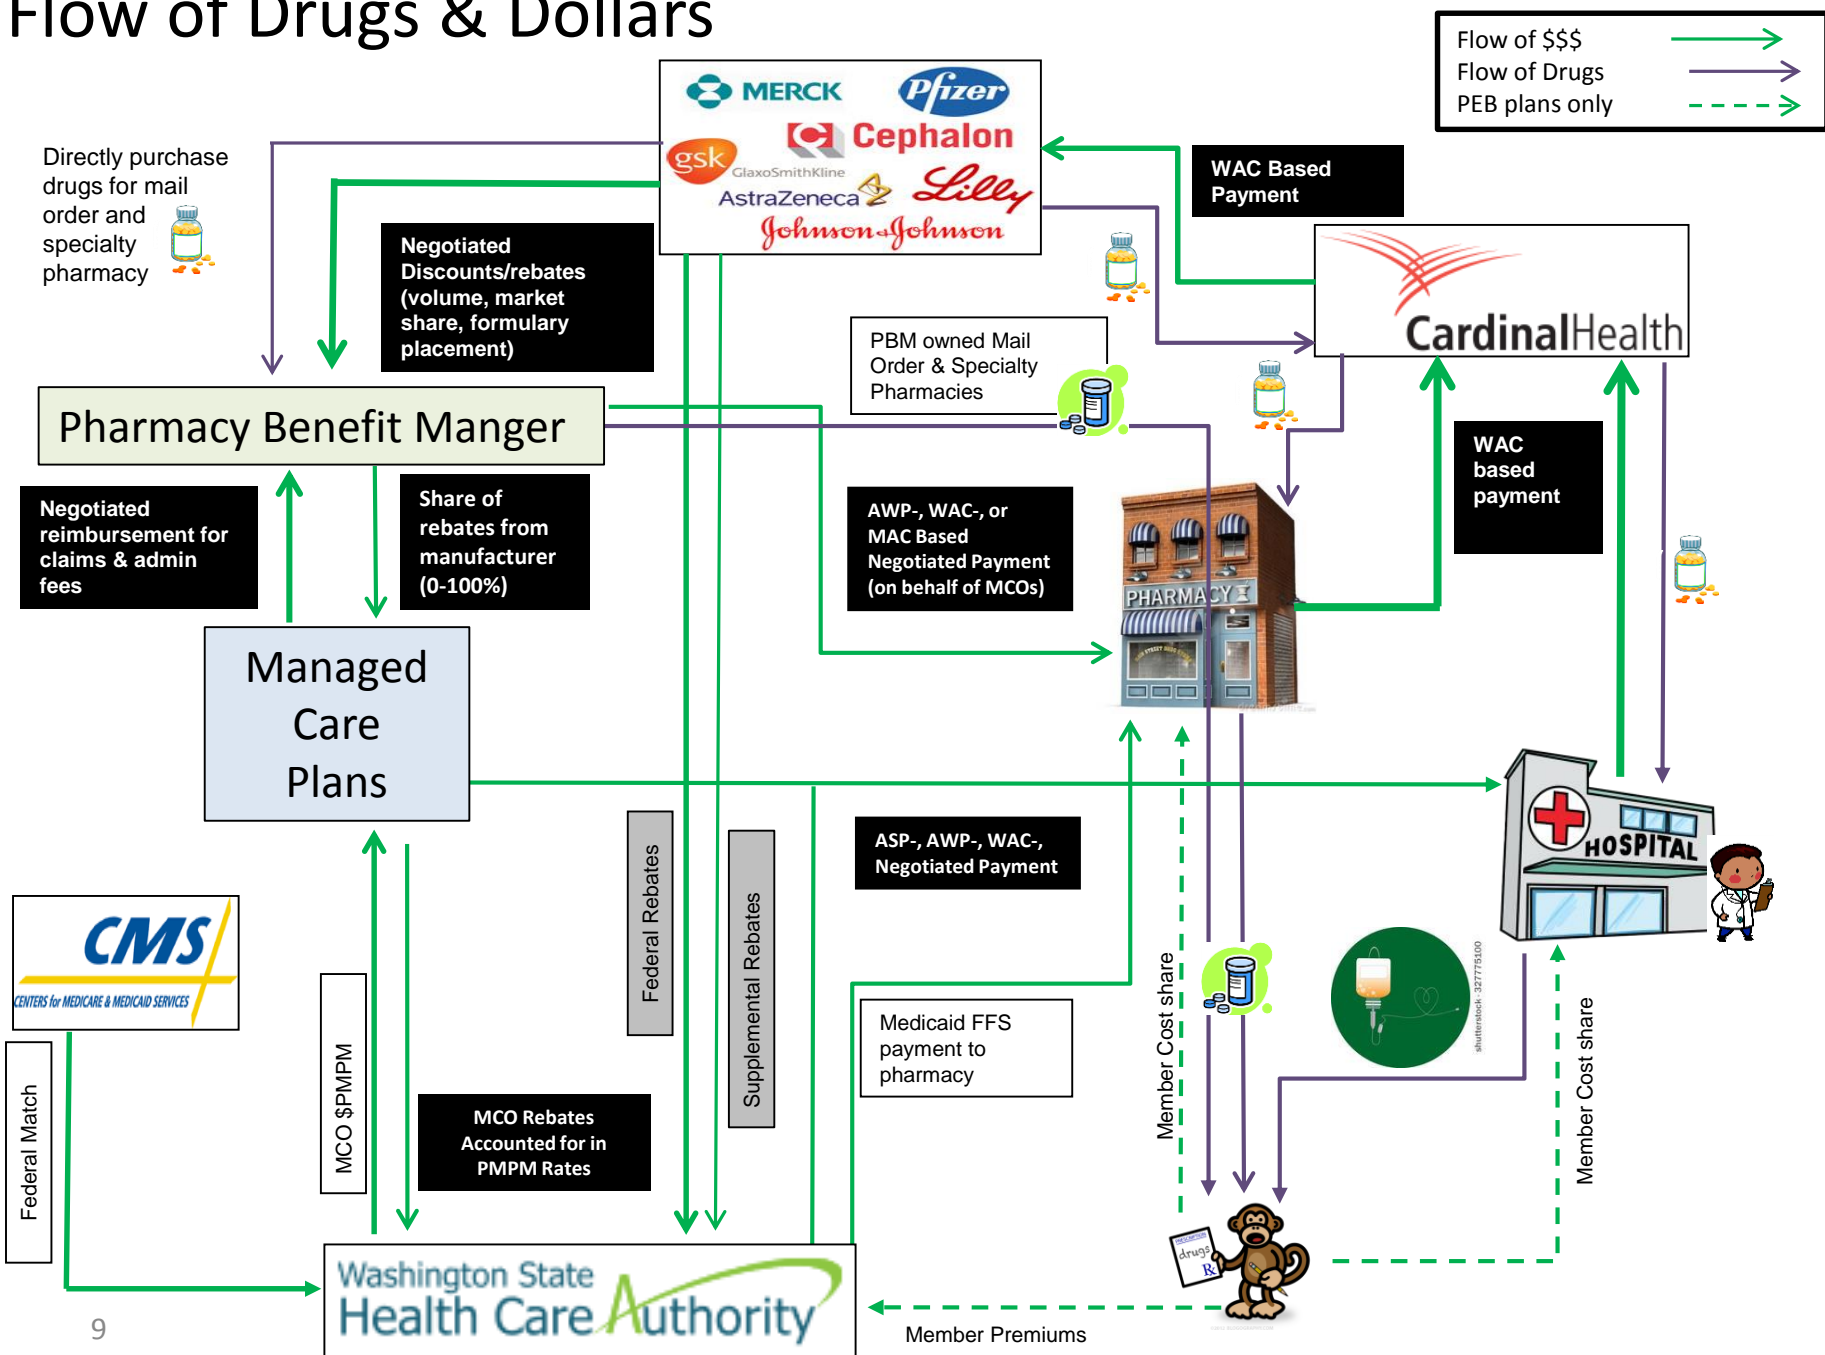 Flow of Drugs & Dollars
Flow of $$$
Flow of Drugs
PEB plans only
MERCK
Pfizer
Cephalon
gsk
GlaxoSmithKline
AstraZeneca
Lilly
Johnson & Johnson
Directly purchase
drugs for mail
order and
specialty
pharmacy
WAC Based
Payment
Negotiated
Discounts/rebates
(volume, market
share, formulary
placement)
CardinalHealth
PBM owned Mail
Order & Specialty
Pharmacies
Pharmacy Benefit Manger
WAC
based
payment
Negotiated
reimbursement for
claims & admin
fees
Share of
rebates from
manufacturer
(0-100%)
AWP-, WAC-, or
MAC Based
Negotiated Payment
(on behalf of MCOs)
PHARMACY
Managed
Care
Plans
ASP-, AWP-, WAC-,
Negotiated Payment
HOSPITAL
CMS
CENTERS for MEDICARE & MEDICAID SERVICES
Federal Rebates
Supplemental Rebates
Member Cost share
shutterstock · 327775100
Member Cost share
Medicaid FFS
payment to
pharmacy
Federal Match
MCO $PMPM
MCO Rebates
Accounted for in
PMPM Rates
PRESCRIPTION
drugs
Rx
Washington State
Health Care Authority
Member Premiums
9